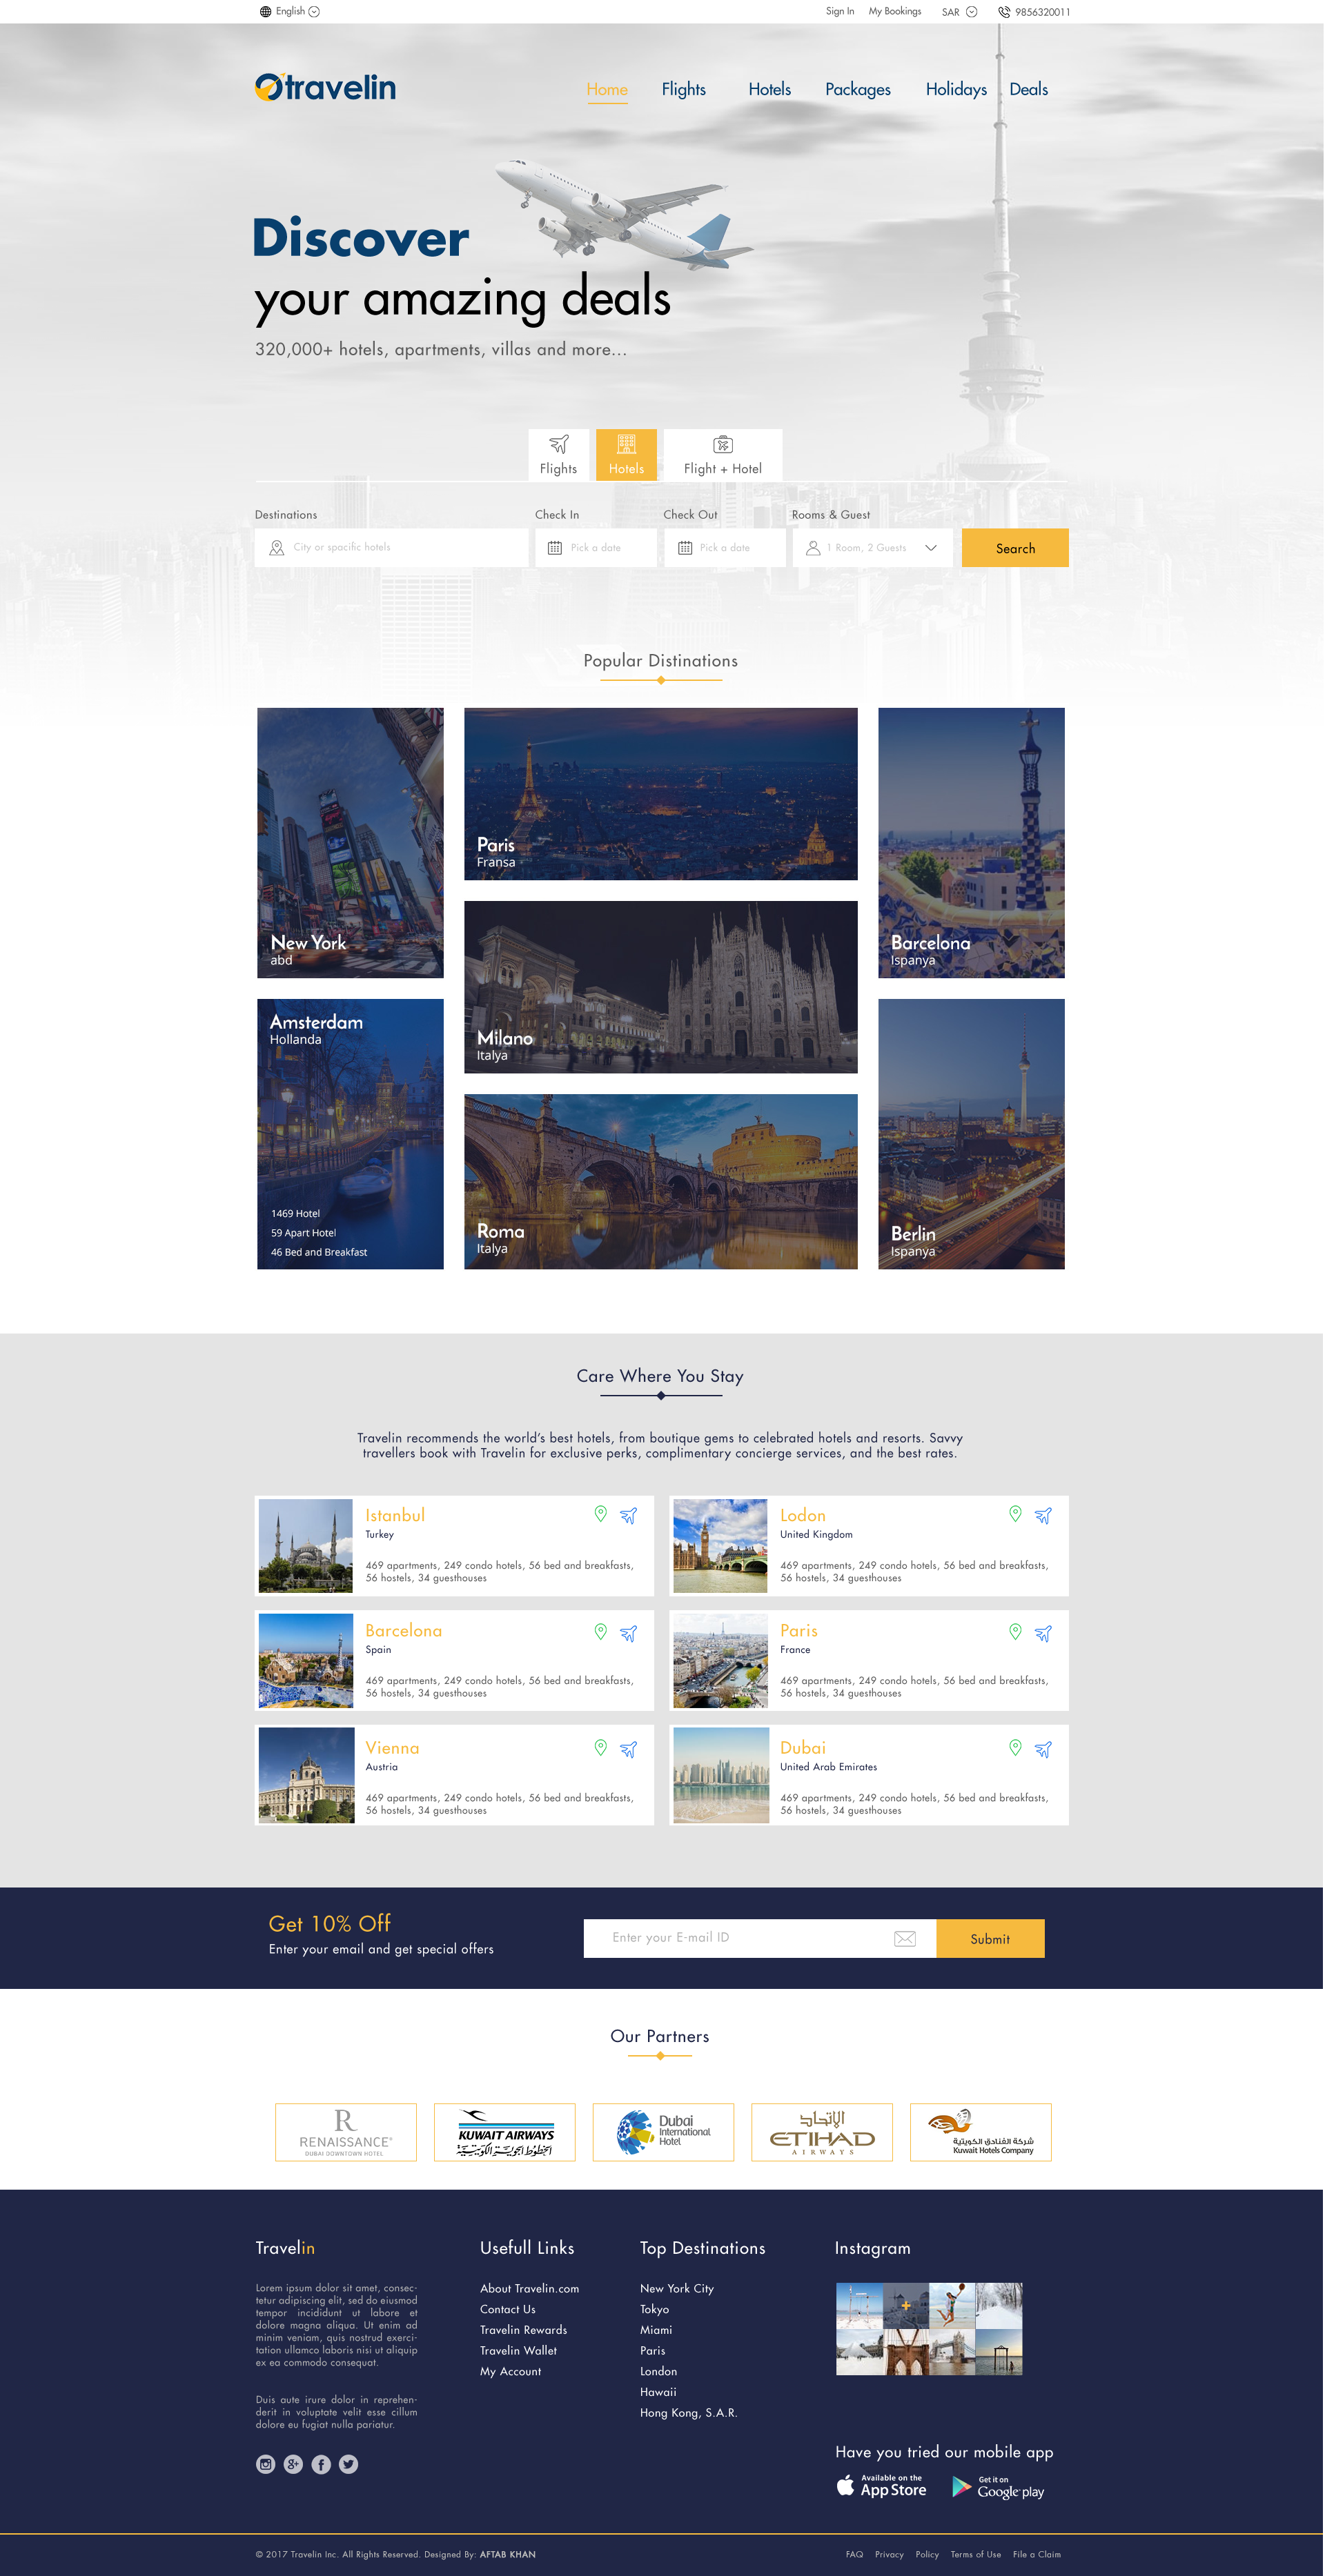 English
Sign In
My Bookings
SAR
9856320011
travelin
Home
Flights
Hotels
Packages
Holidays
Deals
Discover
your amazing deals
320,000+ hotels, apartments, villas and more...
Flights
Hotels
Flight + Hotel
Destinations
Check In
Check Out
Rooms & Guest
City or spacific hotels
Pick a date
Pick a date
1 Room, 2 Guests
Search
Popular Distinations
New York
abd
Paris
Fransa
Barcelona
Ispanya
Milano
Italya
Amsterdam
Hollanda
1469 Hotel
59 Apart Hotel
46 Bed and Breakfast
Roma
Italya
Berlin
Ispanya
Care Where You Stay
Travelin recommends the world's best hotels, from boutique gems to celebrated hotels and resorts. Savvy
travellers book with Travelin for exclusive perks, complimentary concierge services, and the best rates.
Istanbul
Turkey
469 apartments, 249 condo hotels, 56 bed and breakfasts,
56 hostels, 34 guesthouses
Lodon
United Kingdom
469 apartments, 249 condo hotels, 56 bed and breakfasts,
56 hostels, 34 guesthouses
Barcelona
Spain
469 apartments, 249 condo hotels, 56 bed and breakfasts,
56 hostels, 34 guesthouses
Paris
France
469 apartments, 249 condo hotels, 56 bed and breakfasts,
56 hostels, 34 guesthouses
Vienna
Austria
469 apartments, 249 condo hotels, 56 bed and breakfasts,
56 hostels, 34 guesthouses
Dubai
United Arab Emirates
469 apartments, 249 condo hotels, 56 bed and breakfasts,
56 hostels, 34 guesthouses
Get 10% Off
Enter your email and get special offers
Enter your E-mail ID
Submit
Our Partners
R
RENAISSANCE®
DUBAI DOWNTOWN HOTEL
KUWAIT AIRWAYS
الخطوط الجوية الكويتية
Dubai
International
Hotel
الإتحاد
ETIHAD
AIRWAYS
شركة الفنادق الكويتية
Kuwait Hotels Company
Travelin
Lorem ipsum dolor sit amet, consec-
tetur adipiscing elit, sed do eiusmod
tempor incididunt ut labore et
dolore magna aliqua. Ut enim ad
minim veniam, quis nostrud exerci-
tation ullamco laboris nisi ut aliquip
ex ea commodo consequat.
Duis aute irure dolor in reprehen-
derit in voluptate velit esse cillum
dolore eu fugiat nulla pariatur.
Usefull Links
About Travelin.com
Contact Us
Travelin Rewards
Travelin Wallet
My Account
Top Destinations
New York City
Tokyo
Miami
Paris
London
Hawaii
Hong Kong, S.A.R.
Instagram
Have you tried our mobile app
Available on the
App Store
Get it on
Google play
© 2017 Travelin Inc. All Rights Reserved. Designed By: AFTAB KHAN
FAQ
Privacy
Policy
Terms of Use
File a Claim